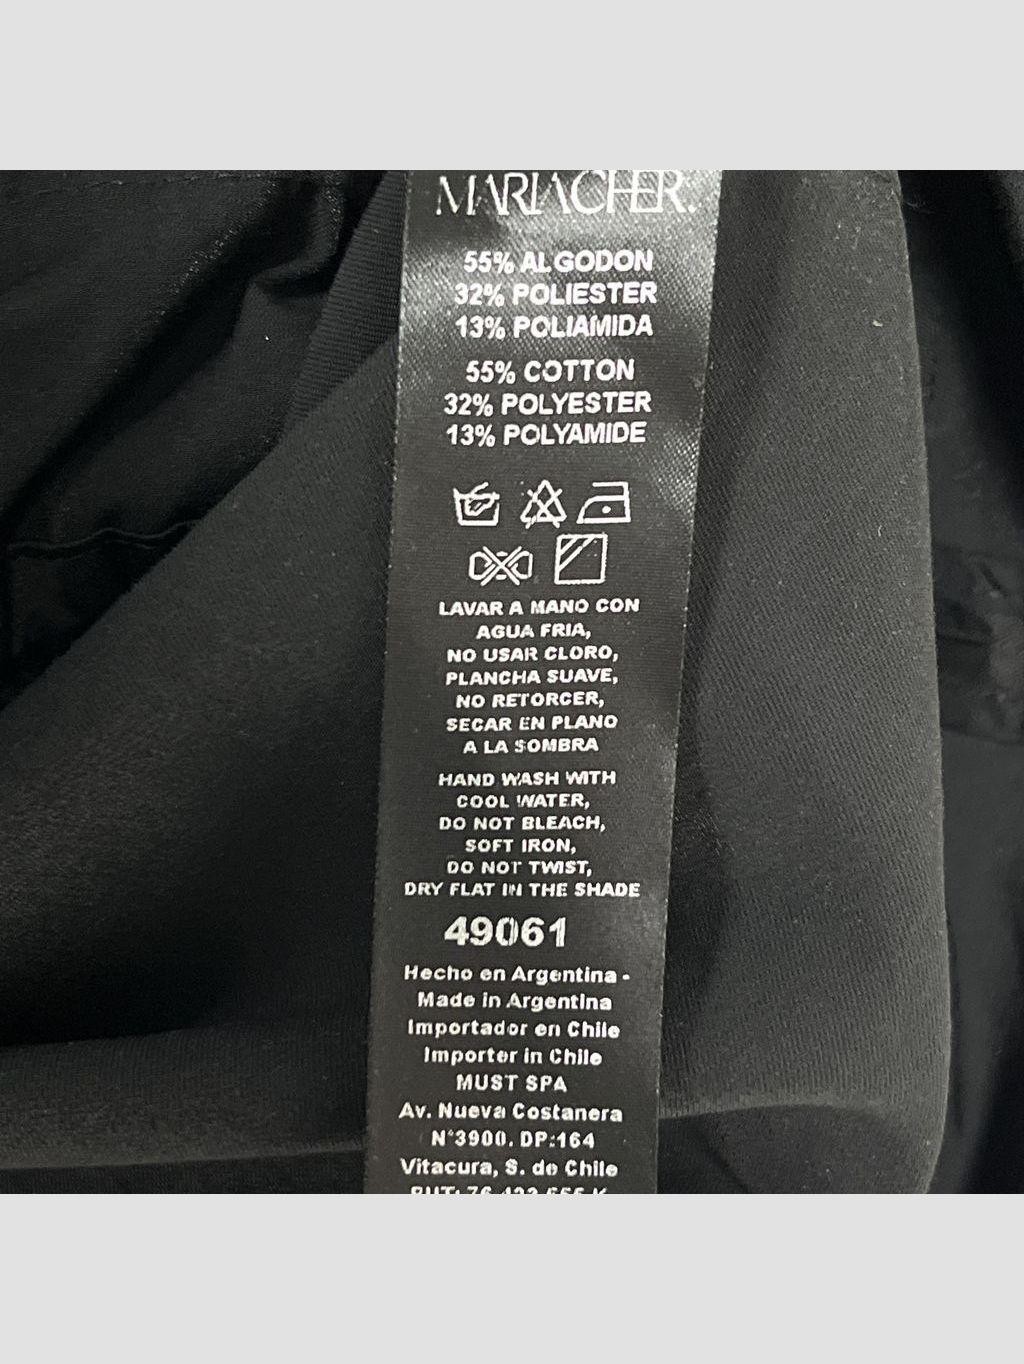 MARIACHER.
55% ALGODON
32% POLIESTER
13% POLIAMIDA
55% COTTON
32% POLYESTER
13% POLYAMIDE
LAVAR A MANO CON
AGUA FRIA,
NO USAR CLORO,
PLANCHA SUAVE,
NO RETORCER,
SECAR EN PLANO
A LA SOMBRA
HAND WASH WITH
COOL WATER,
DO NOT BLEACH,
SOFT IRON,
DO NOT TWIST,
DRY FLAT IN THE SHADE
49061
Hecho en Argentina -
Made in Argentina
Importador en Chile
Importer in Chile
MUST SPA
Av. Nueva Costanera
N°3900. DP:164
Vitacura, S. de Chile
RUT: